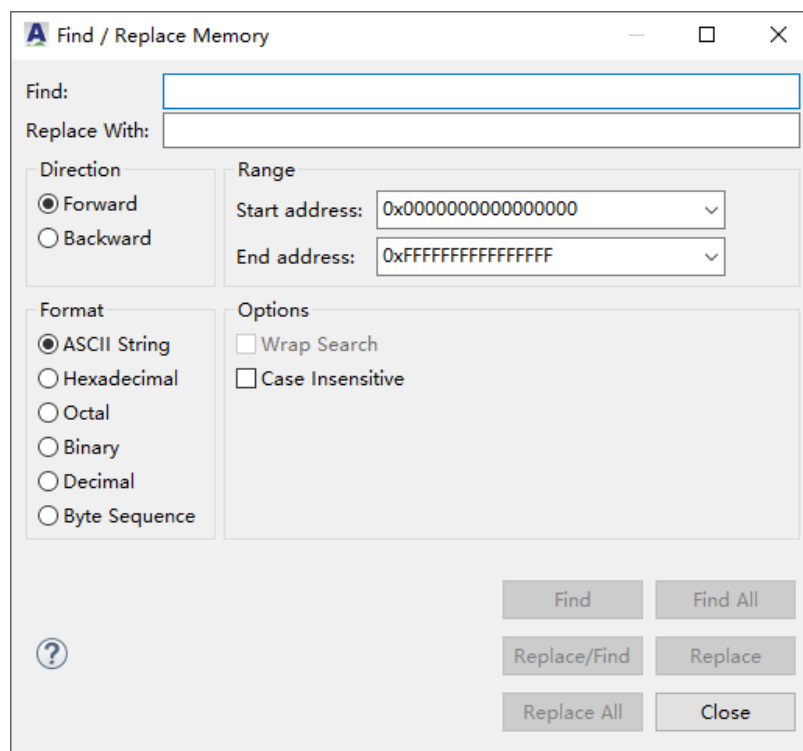 Find / Replace Memory
Find:
Replace With:
Direction
Forward
Backward
Range
Start address: 0x0000000000000000
End address: 0xFFFFFFFFFFFFFFFF
Format
ASCII String
Hexadecimal
Octal
Binary
Decimal
Byte Sequence
Options
Wrap Search
Case Insensitive
Find Find All
Replace/Find Replace
Replace All Close